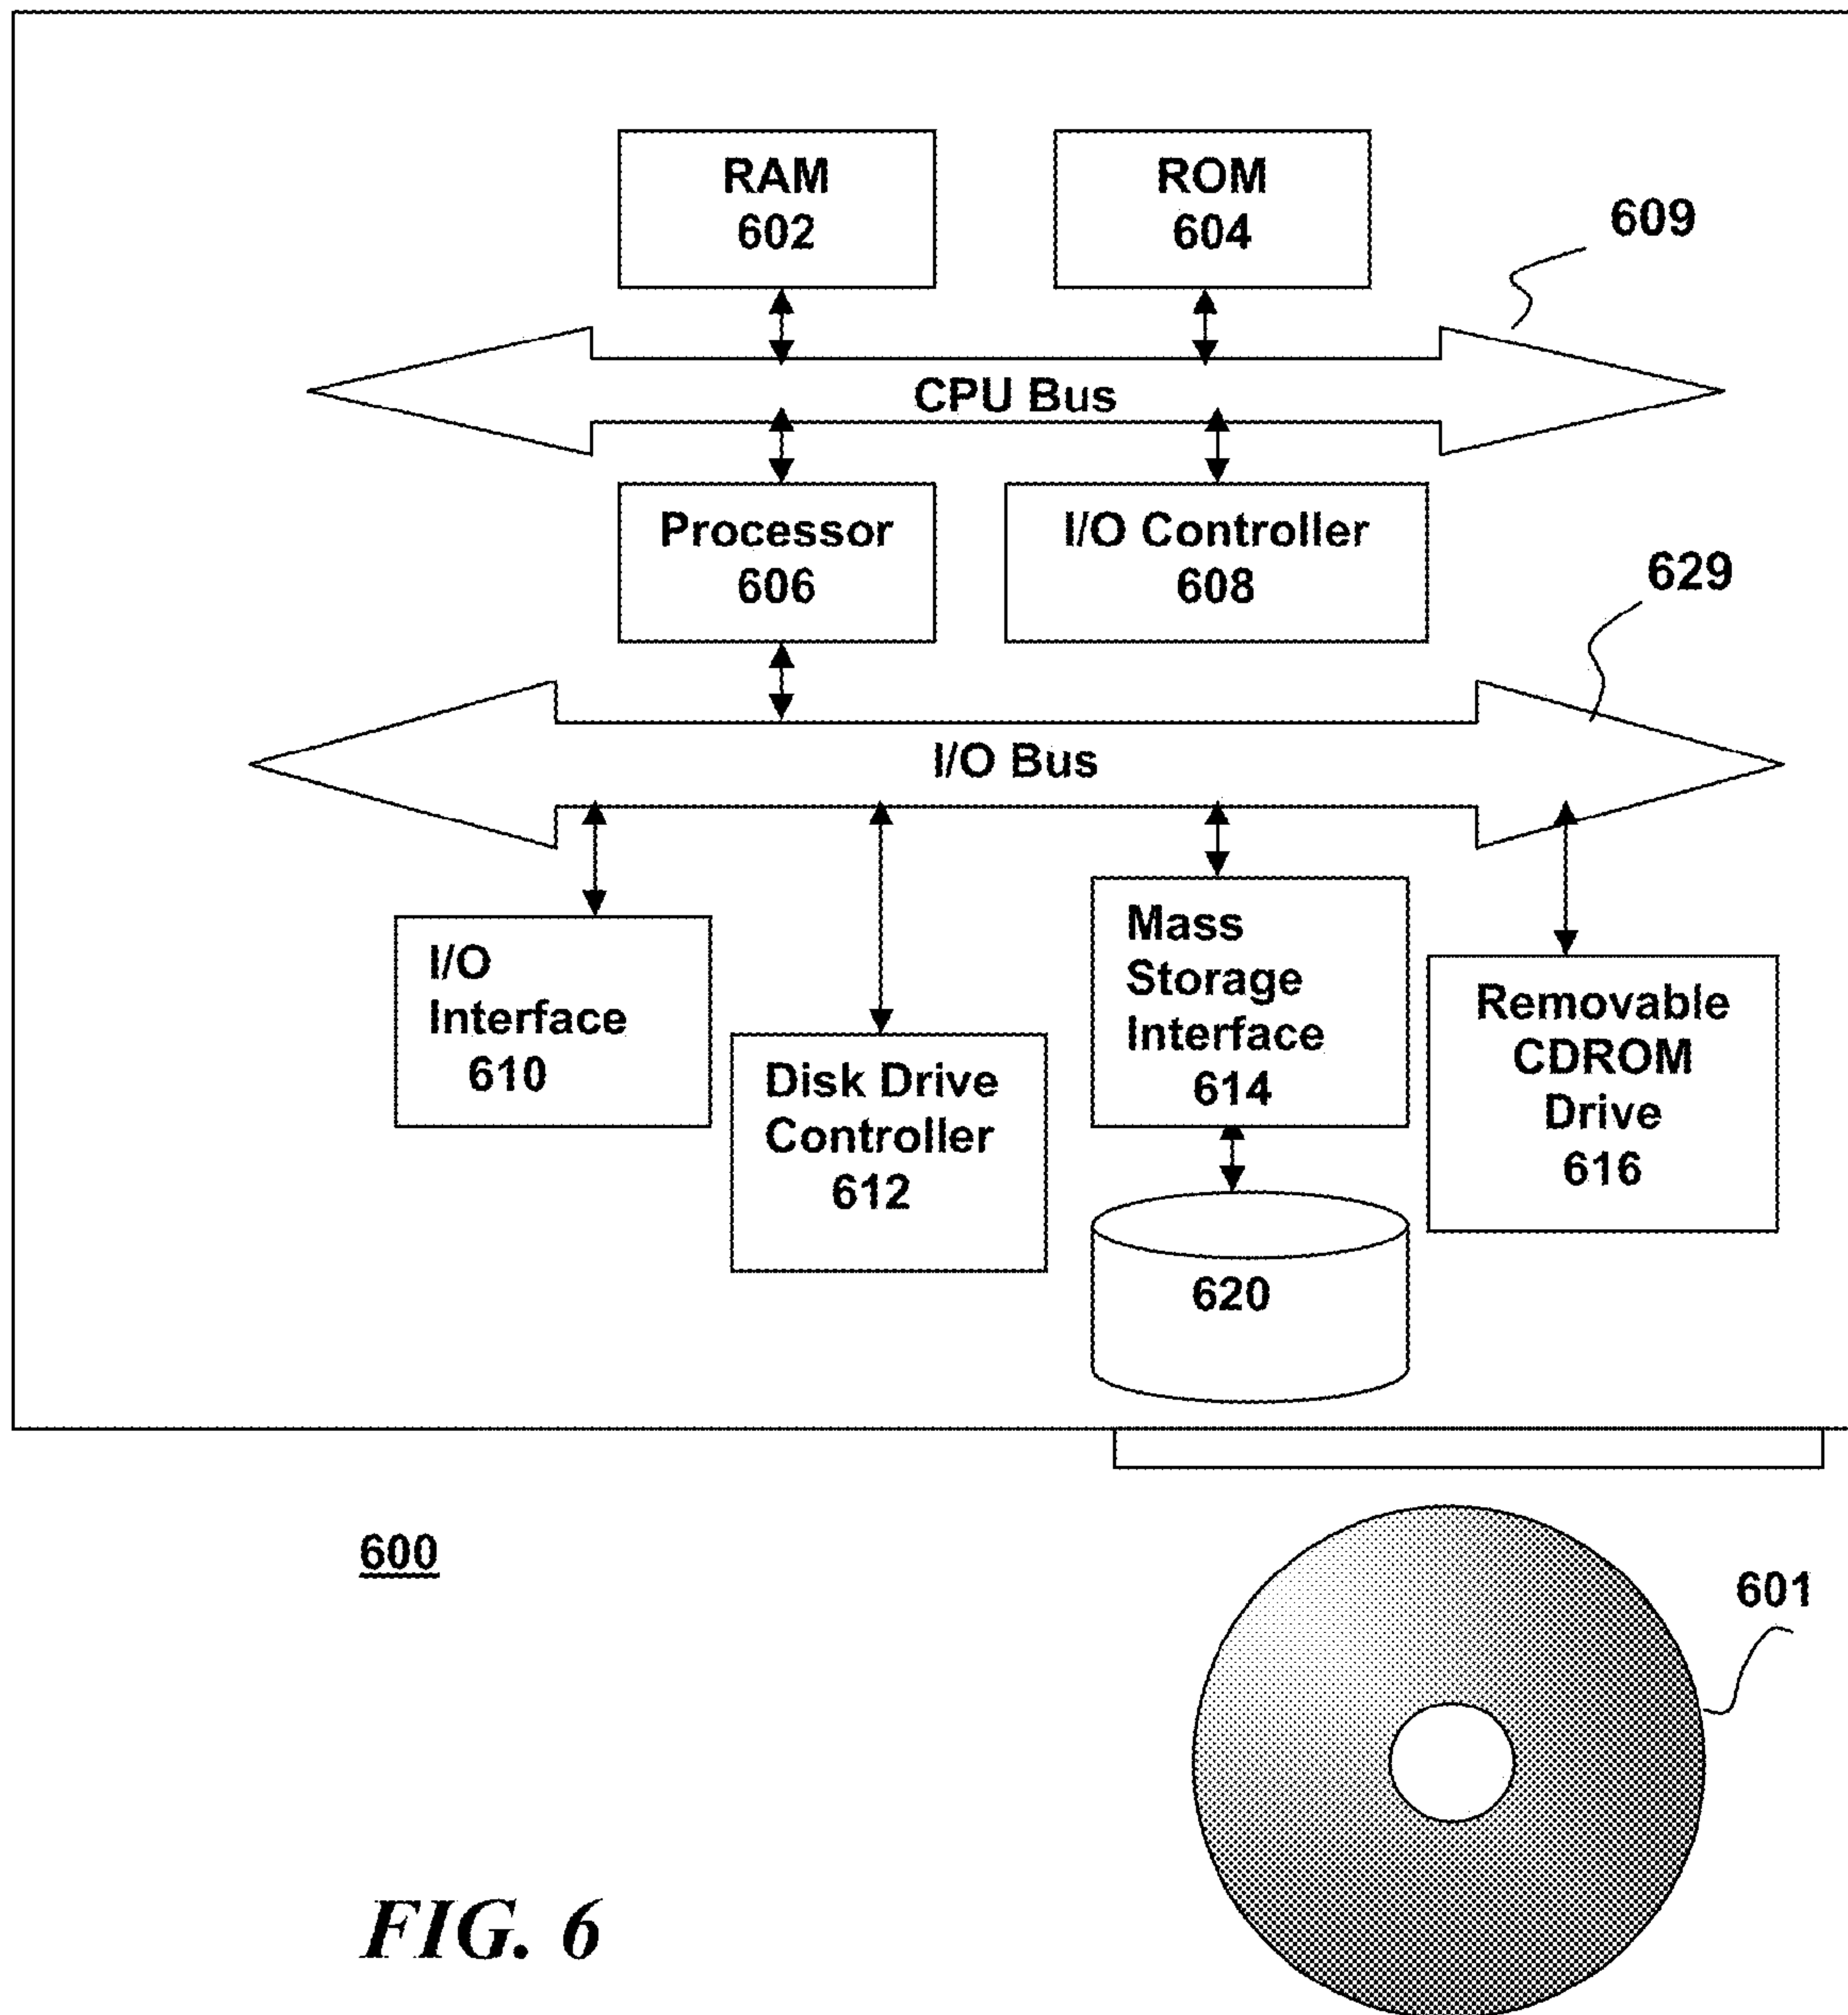 RAM
602
ROM
604
609
CPU Bus
Processor
606
I/O Controller
608
629
I/O Bus
I/O
Interface
610
Disk Drive
Controller
612
Mass
Storage
Interface
614
Removable
CDROM
Drive
616
620
600
601
FIG. 6